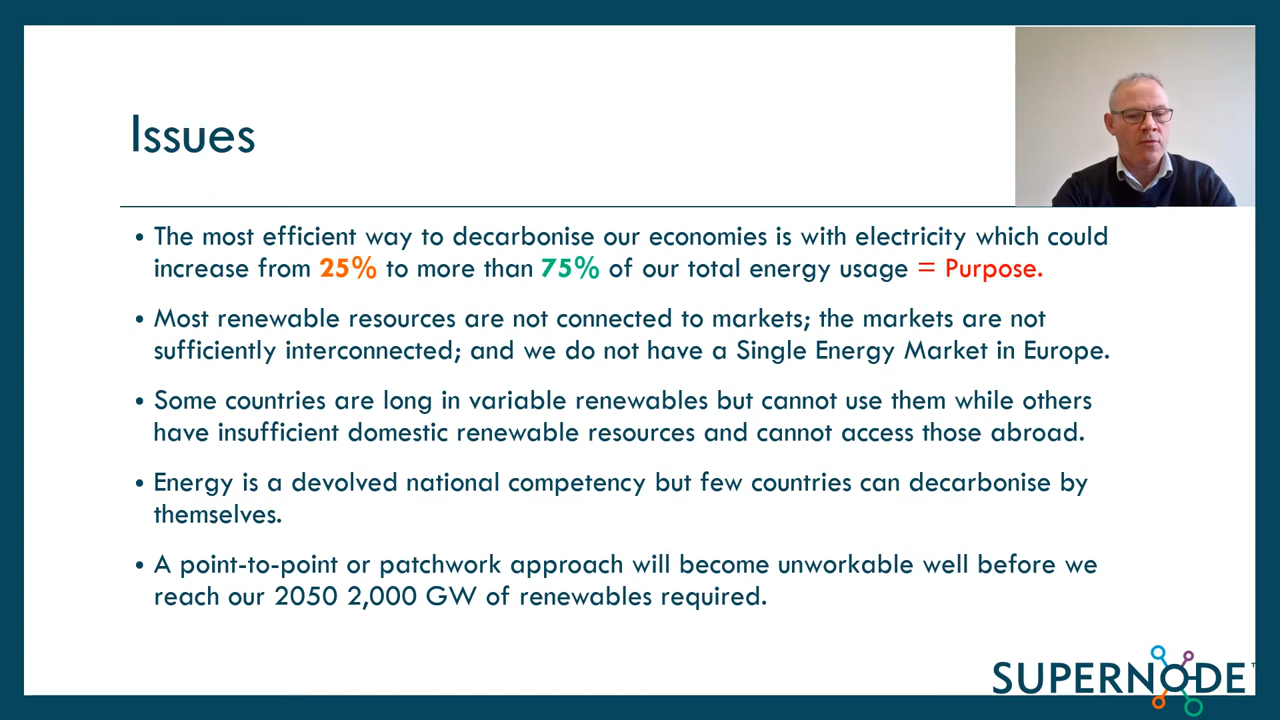 Issues
• The most efficient way to decarbonise our economies is with electricity which could
increase from 25% to more than 75% of our total energy usage = Purpose.
• Most renewable resources are not connected to markets; the markets are not
sufficiently interconnected; and we do not have a Single Energy Market in Europe.
• Some countries are long in variable renewables but cannot use them while others
have insufficient domestic renewable resources and cannot access those abroad.
• Energy is a devolved national competency but few countries can decarbonise by
themselves.
• A point-to-point or patchwork approach will become unworkable well before we
reach our 2050 2,000 GW of renewables required.
SUPERNODE™